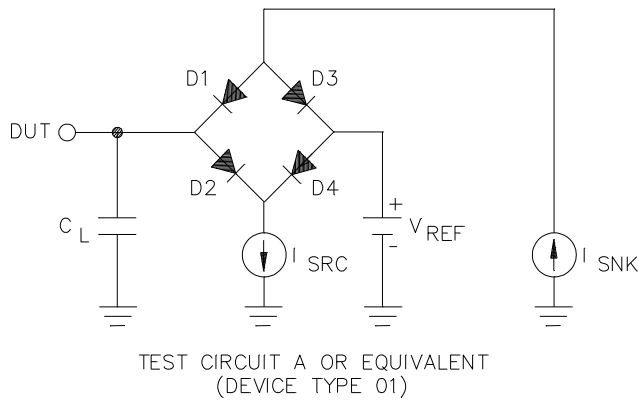 D1
D3
DUT
D2
D4
C L
I SRC
+
-
V REF
I SNK
TEST CIRCUIT A OR EQUIVALENT
(DEVICE TYPE 01)